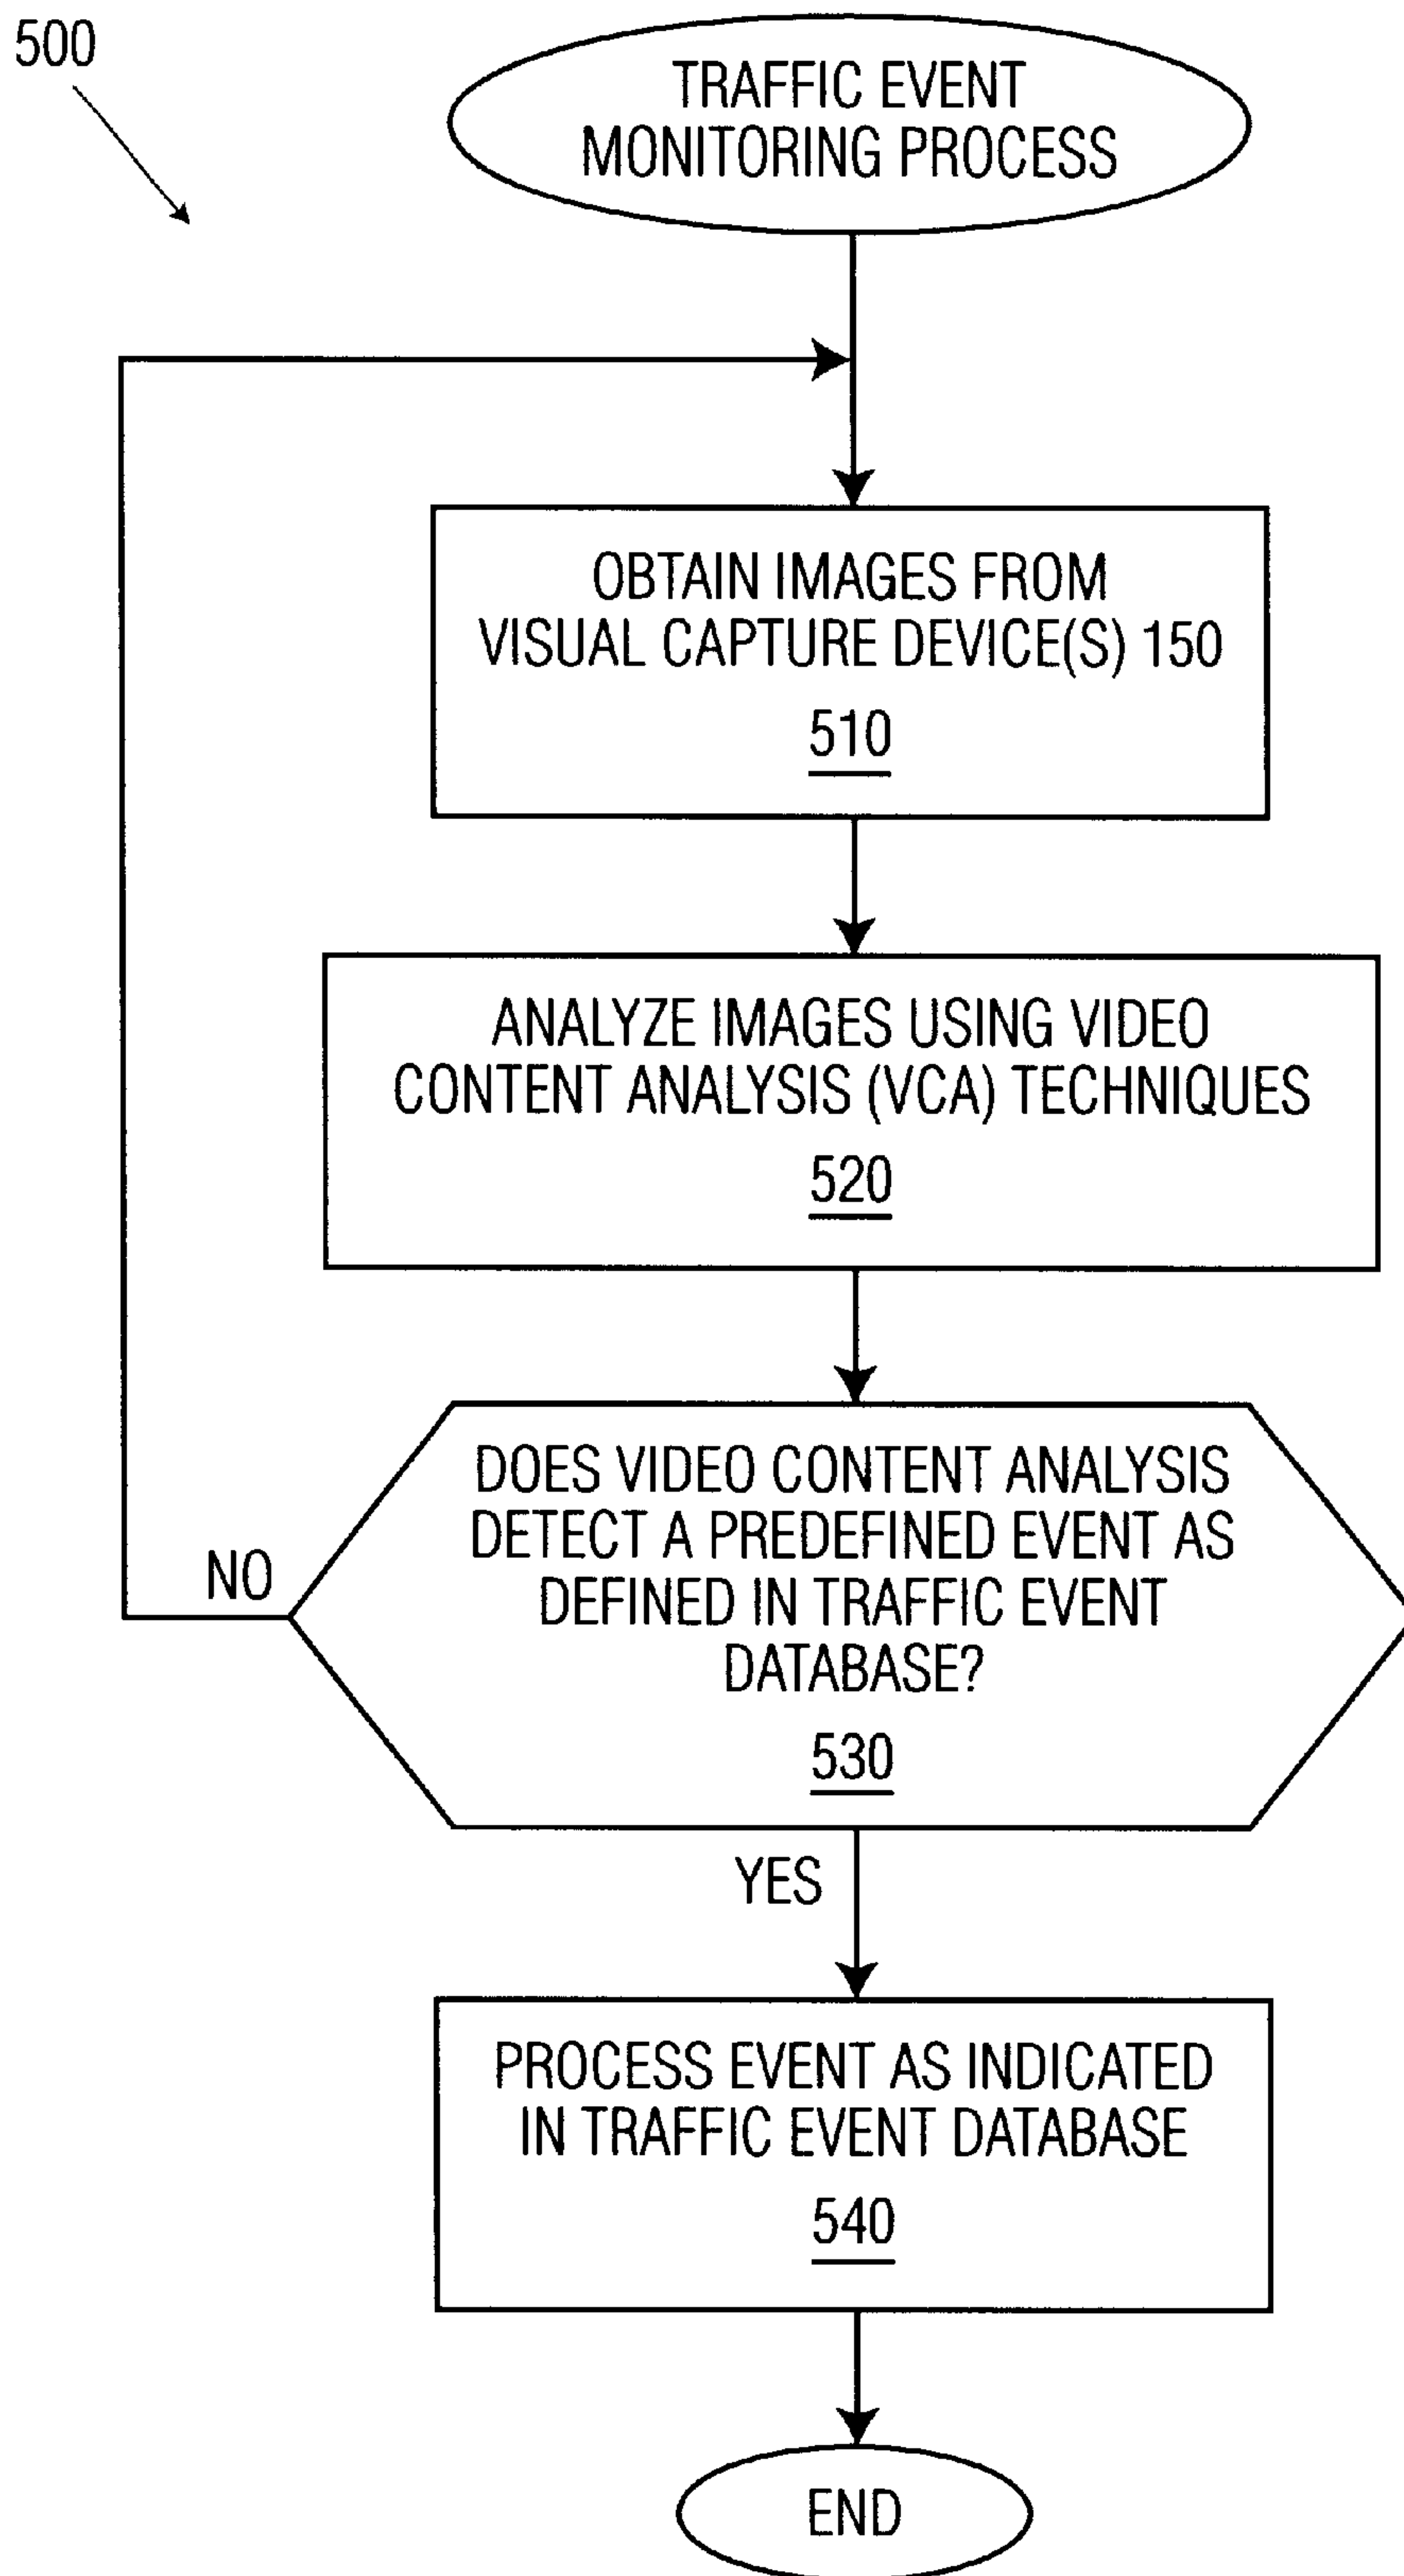 500
TRAFFIC EVENT
MONITORING PROCESS
OBTAIN IMAGES FROM
VISUAL CAPTURE DEVICE(S) 150
510
ANALYZE IMAGES USING VIDEO
CONTENT ANALYSIS (VCA) TECHNIQUES
520
DOES VIDEO CONTENT ANALYSIS
DETECT A PREDEFINED EVENT AS
DEFINED IN TRAFFIC EVENT
DATABASE?
530
NO
YES
PROCESS EVENT AS INDICATED
IN TRAFFIC EVENT DATABASE
540
END